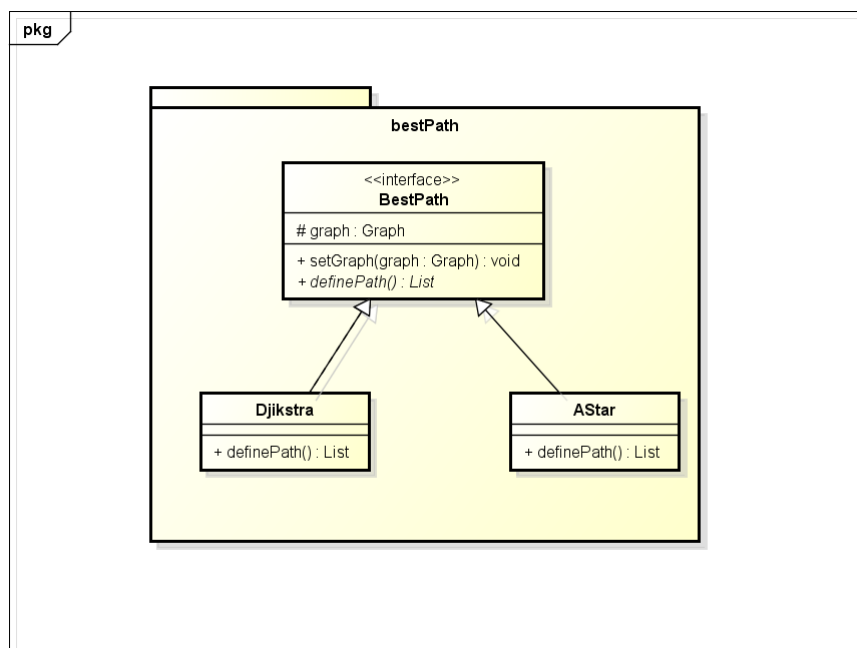 pkg
bestPath
<<interface>>
BestPath
# graph : Graph
+ setGraph(graph : Graph) : void
+ definePath() : List
Djikstra
+ definePath() : List
AStar
+ definePath() : List